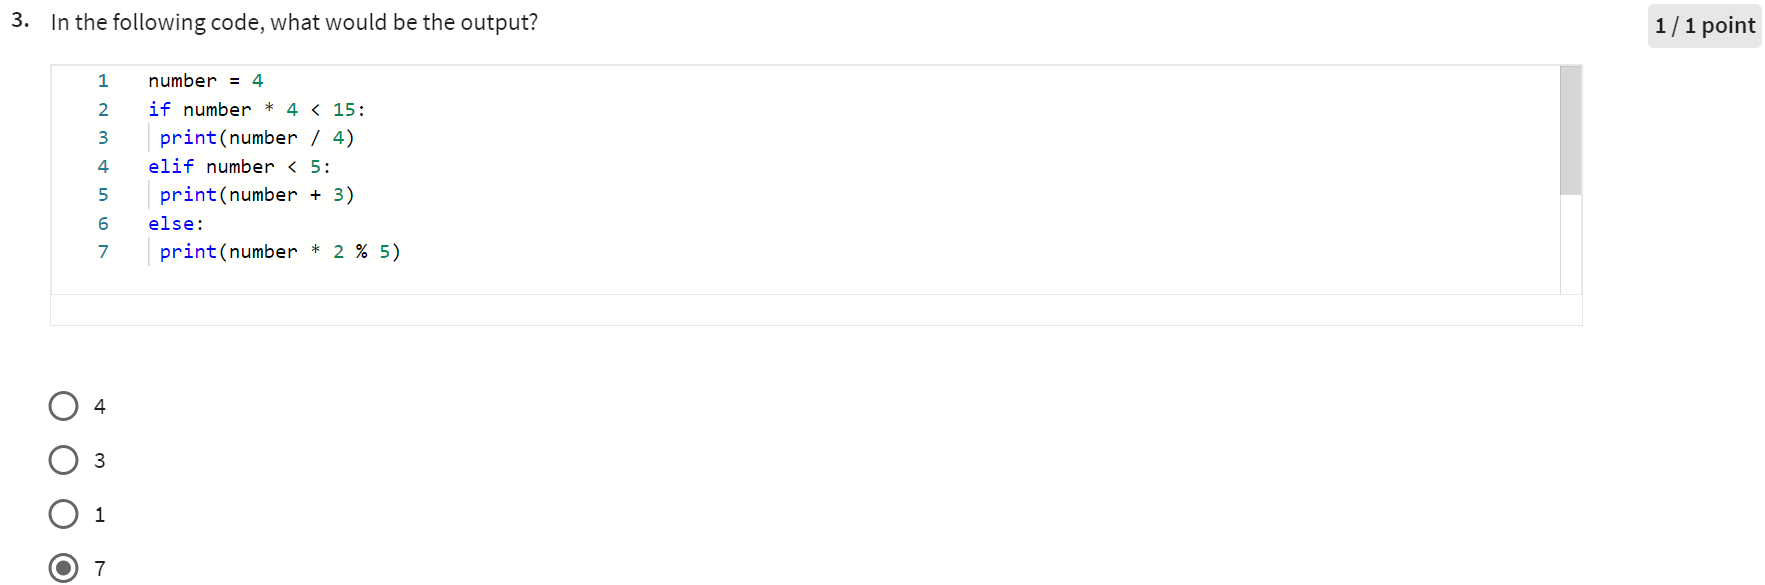 3. In the following code, what would be the output?
1 / 1 point
1 number = 4
2 if number * 4 < 15:
3 print(number / 4)
4 elif number < 5:
5 print(number + 3)
6 else:
7 print(number * 2 % 5)
4
3
1
7